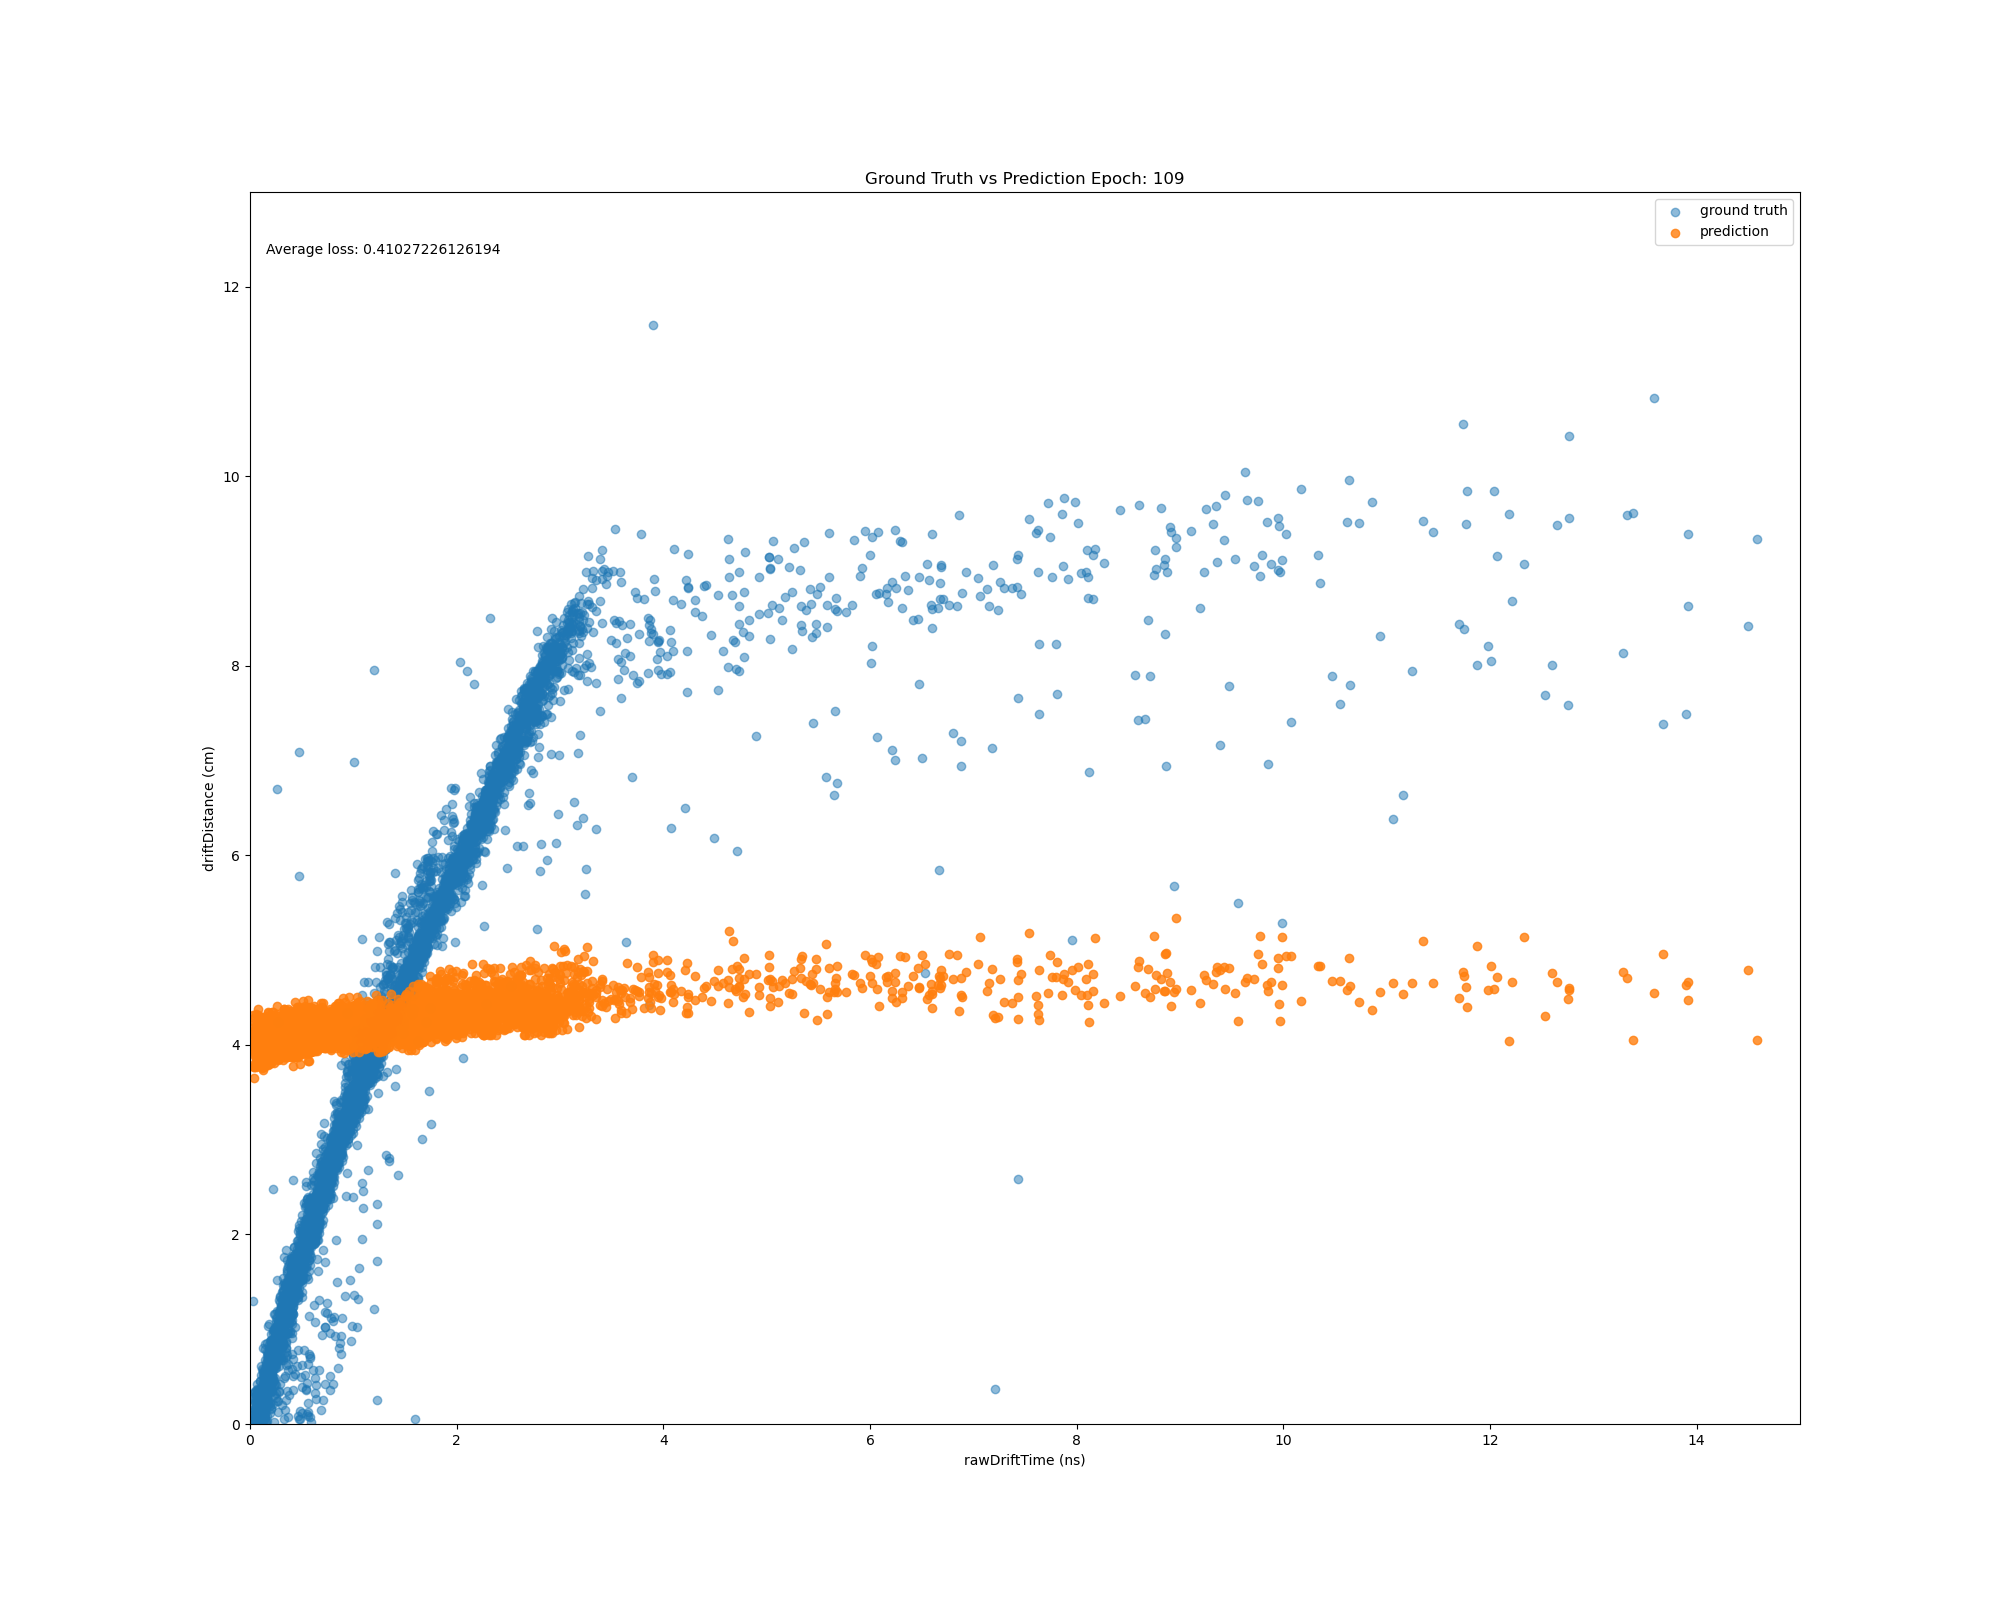 Ground Truth vs Prediction Epoch: 109
ground truth
prediction
Average loss: 0.41027226126194
12
10
8
6
4
2
0
driftDistance (cm)
0 2 4 6 8 10 12 14
rawDriftTime (ns)